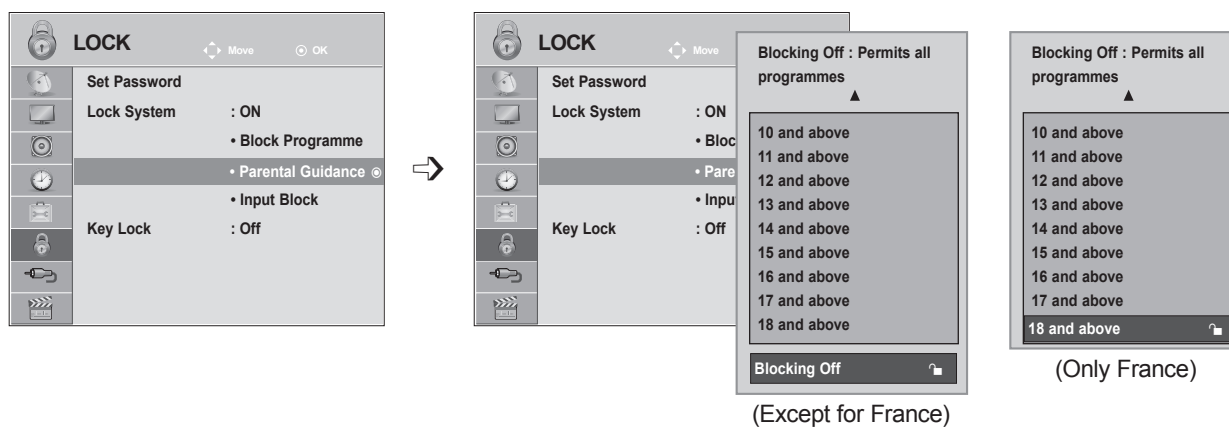 LOCK
Move OK
Set Password
Lock System : ON
• Block Programme
• Parental Guidance
• Input Block
Key Lock : Off
LOCK
Move
Set Password
Lock System : ON
• Bloc
• Pare
• Inpu
Key Lock : Off
Blocking Off : Permits all
programmes
10 and above
11 and above
12 and above
13 and above
14 and above
15 and above
16 and above
17 and above
18 and above
Blocking Off
(Except for France)
Blocking Off : Permits all
programmes
10 and above
11 and above
12 and above
13 and above
14 and above
15 and above
16 and above
17 and above
18 and above
(Only France)